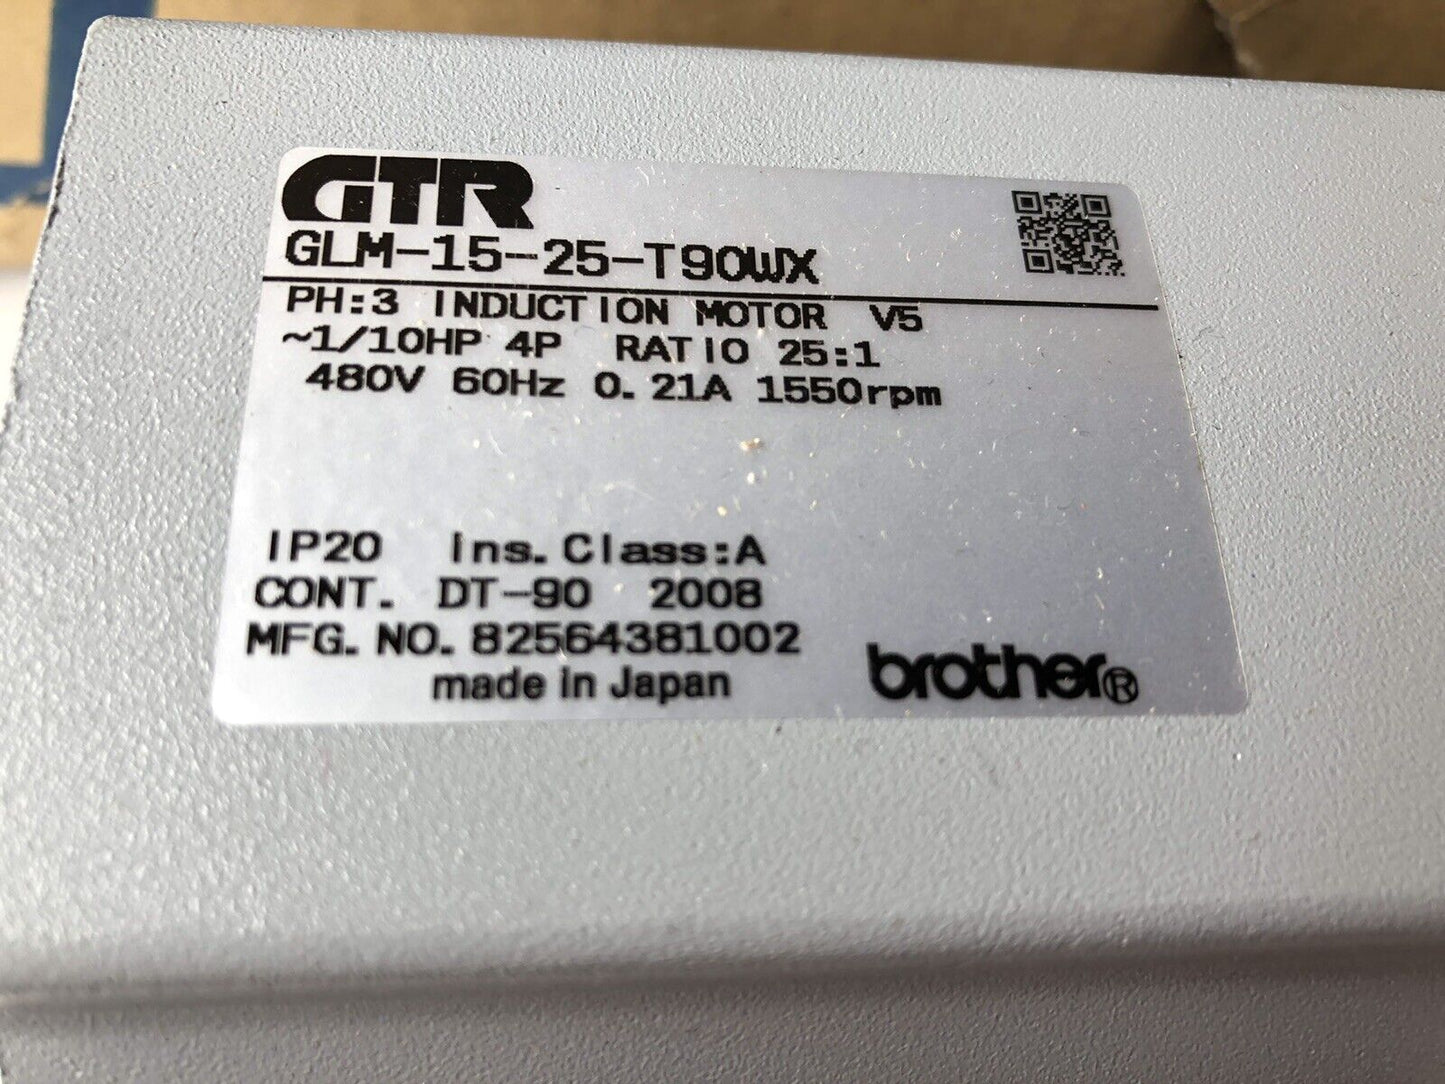 GTR
GLM-15-25-T90WX
PH:3 INDUCTION MOTOR V5
~1/10HP 4P RATIO 25:1
480V 60Hz 0.21A 1550rpm
IP20 Ins.Class:A
CONT. DT-90 2008
MFG.NO.82564381002
made in Japan
brother®